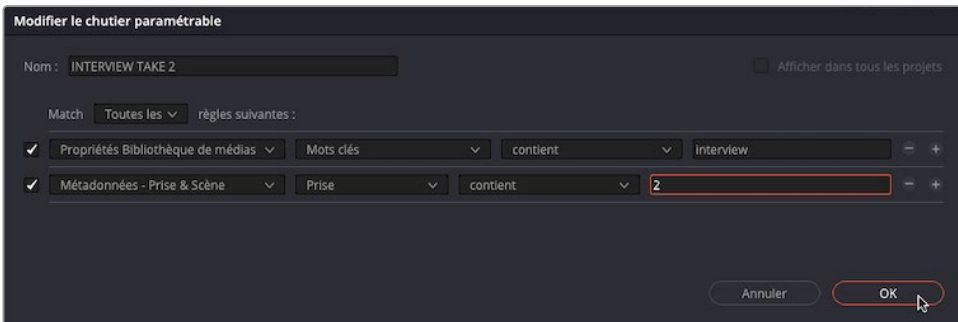 Modifier le chutier paramétrable
Nom : INTERVIEW TAKE 2 Afficher dans tous les projets
Match Toutes les règles suivantes :
Propriétés Bibliothèque de médias Mots clés contient interview
Métadonnées - Prise & Scène Prise contient 2
Annuler OK